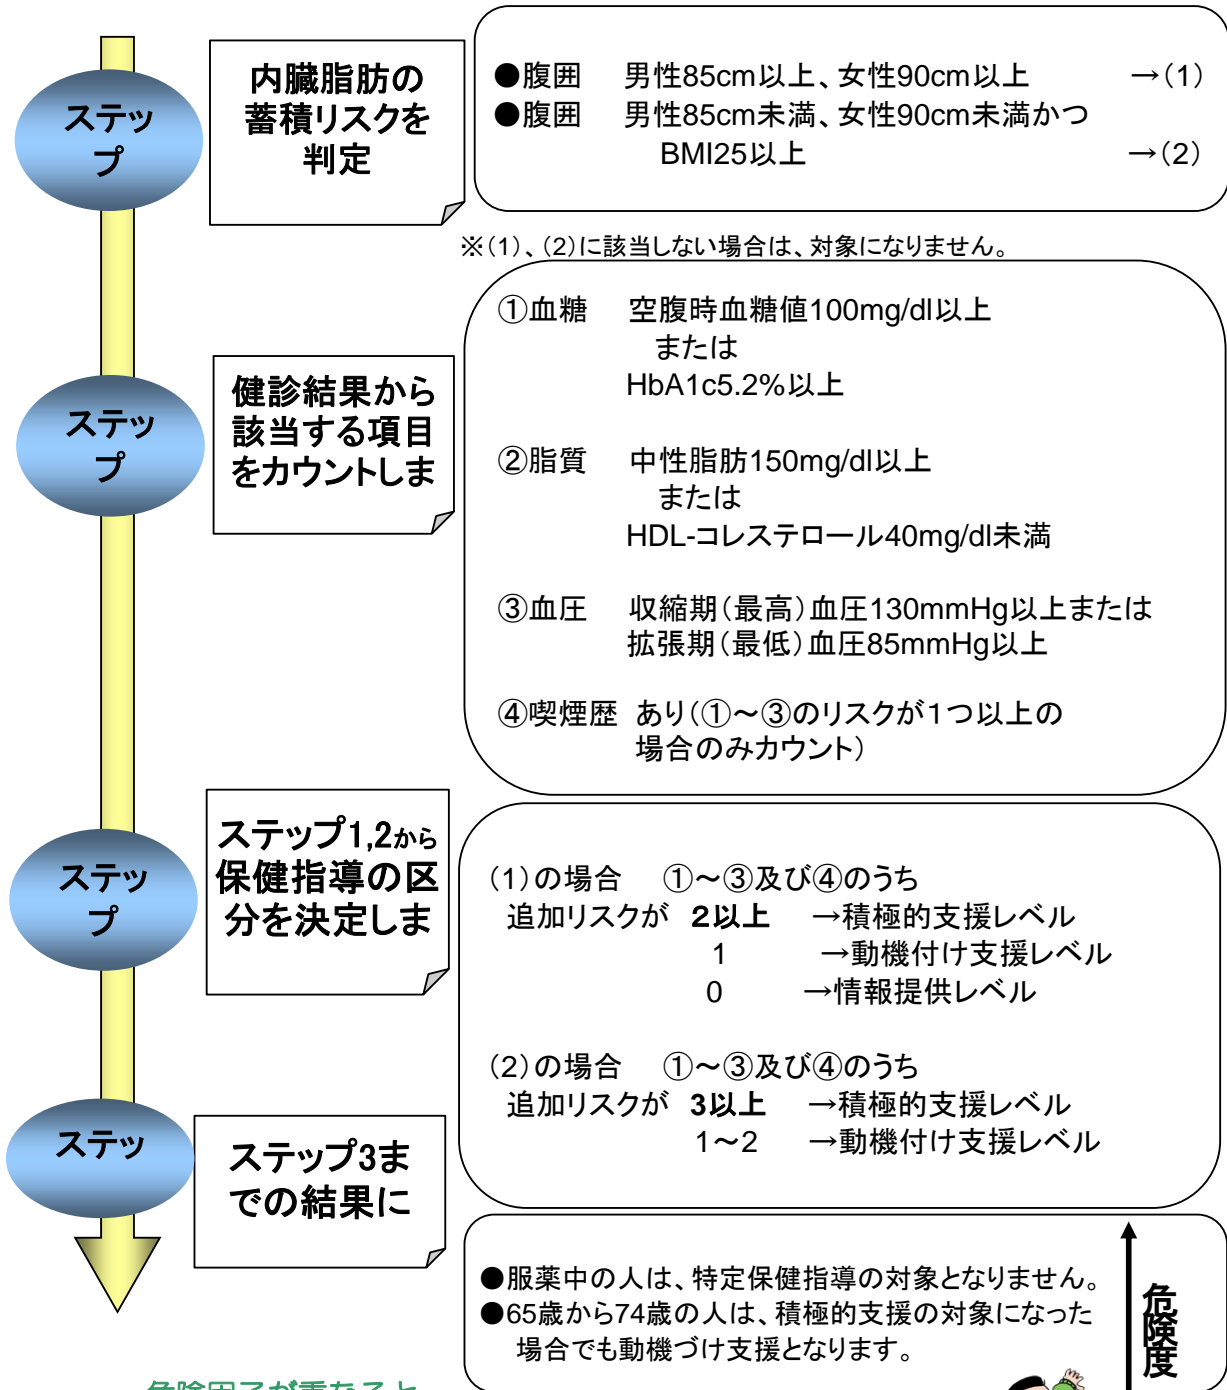 ステッ
プ
内臓脂肪の
蓄積リスクを
判定
●腹囲 男性85cm以上、女性90cm以上 →(1)
●腹囲 男性85cm未満、女性90cm未満かつ
BMI25以上 →(2)
※(1)、(2)に該当しない場合は、対象になりません。
ステッ
プ
健診結果から
該当する項目
をカウントしま
①血糖 空腹時血糖値100mg/dl以上
または
HbA1c5.2%以上
②脂質 中性脂肪150mg/dl以上
または
HDL-コレステロール40mg/dl未満
③血圧 収縮期(最高)血圧130mmHg以上または
拡張期(最低)血圧85mmHg以上
④喫煙歴 あり(①～③のリスクが1つ以上の
場合のみカウント)
ステッ
プ
ステップ1,2から
保健指導の区
分を決定しま
(1)の場合 ①～③及び④のうち
追加リスクが 2以上 →積極的支援レベル
1 →動機付け支援レベル
0 →情報提供レベル
(2)の場合 ①～③及び④のうち
追加リスクが 3以上 →積極的支援レベル
1～2 →動機付け支援レベル
ステッ
ステップ3ま
での結果に
●服薬中の人は、特定保健指導の対象となりません。
●65歳から74歳の人は、積極的支援の対象になった
場合でも動機づけ支援となります。
危険度
危険因子が重なると